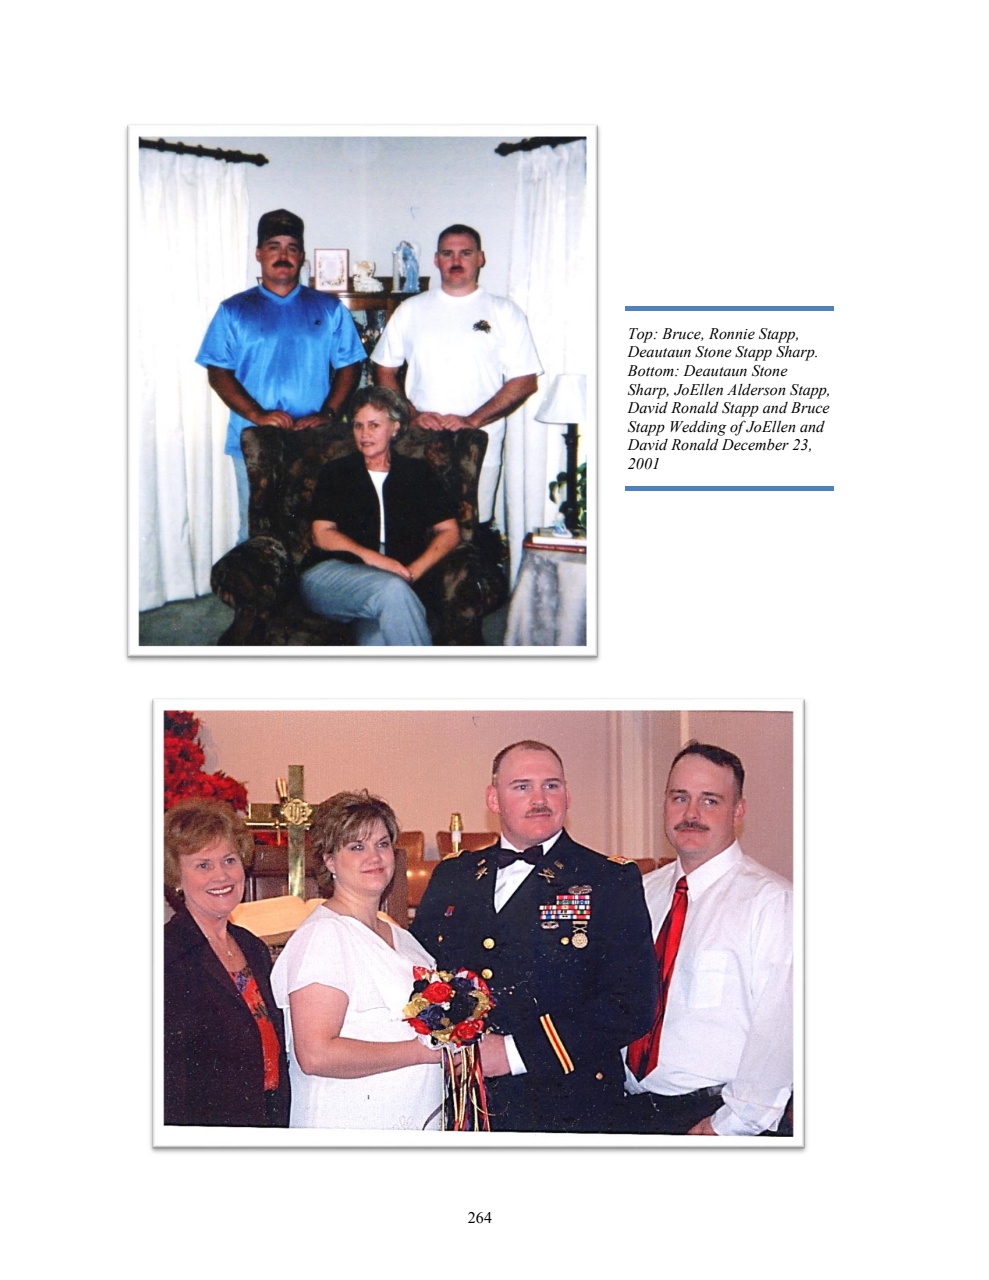 Top: Bruce, Ronnie Stapp,
Deautaun Stone Stapp Sharp.
Bottom: Deautaun Stone
Sharp, JoEllen Alderson Stapp,
David Ronald Stapp and Bruce
Stapp Wedding of JoEllen and
David Ronald December 23,
2001
264